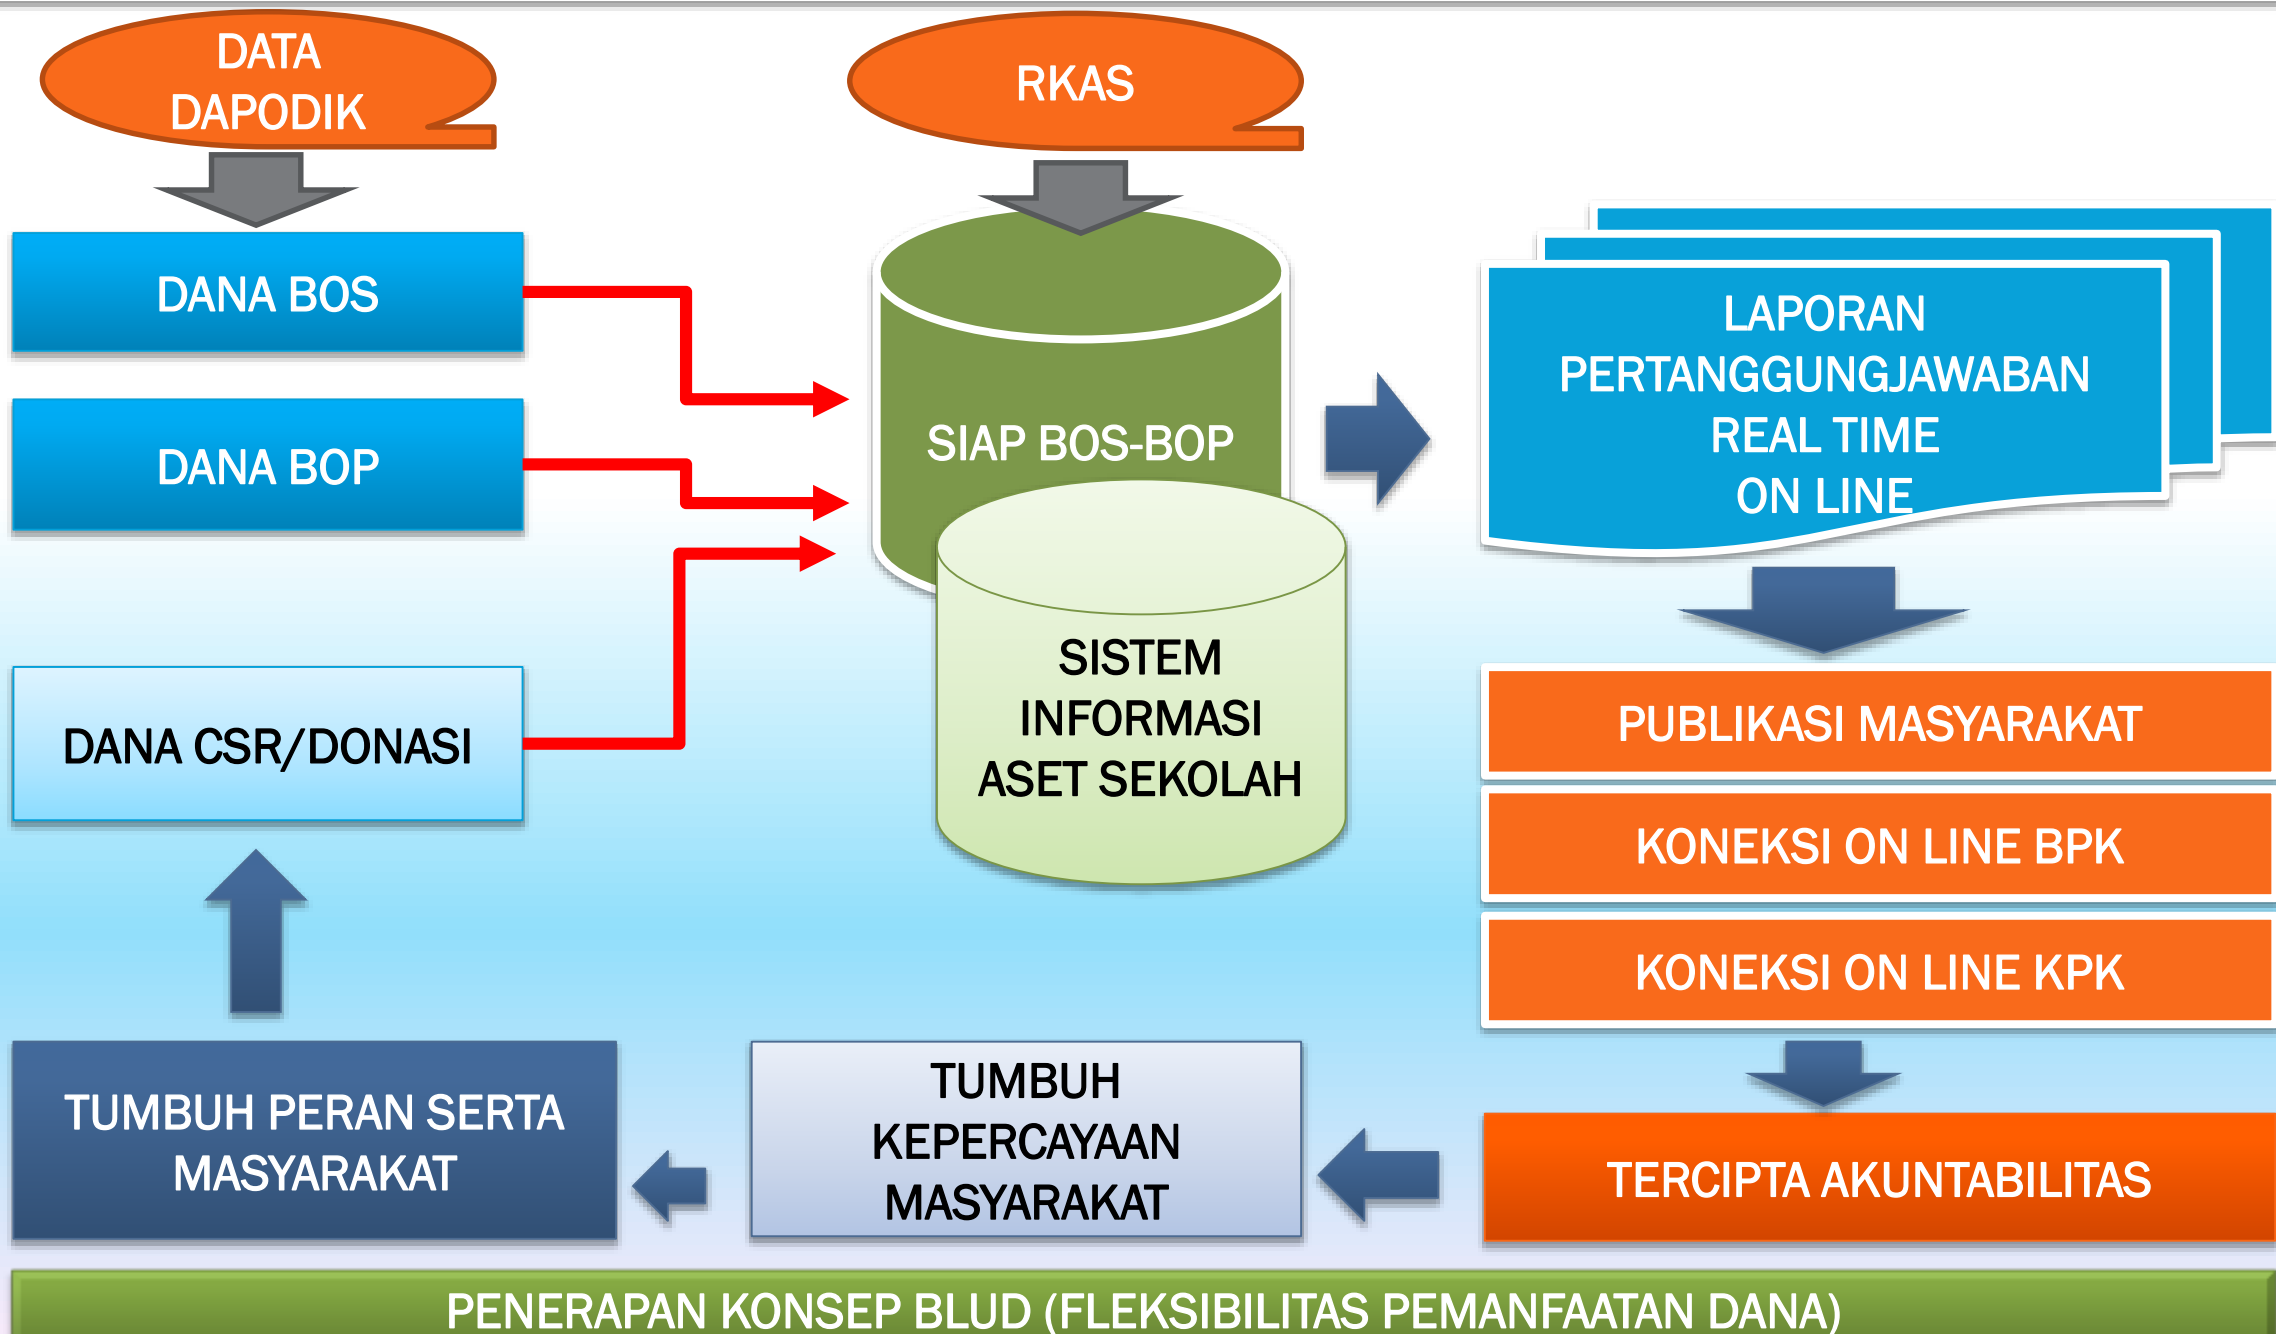 DATA
DAPODIK
RKAS
DANA BOS
DANA BOP
DANA CSR/DONASI
SIAP BOS-BOP
SISTEM
INFORMASI
ASET SEKOLAH
LAPORAN
PERTANGGUNGJAWABAN
REAL TIME
ON LINE
PUBLIKASI MASYARAKAT
KONEKSI ON LINE BPK
KONEKSI ON LINE KPK
TERCIPTA AKUNTABILITAS
TUMBUH
KEPERCAYAAN
MASYARAKAT
TUMBUH PERAN SERTA
MASYARAKAT
PENERAPAN KONSEP BLUD (FLEKSIBILITAS PEMANFAATAN DANA)